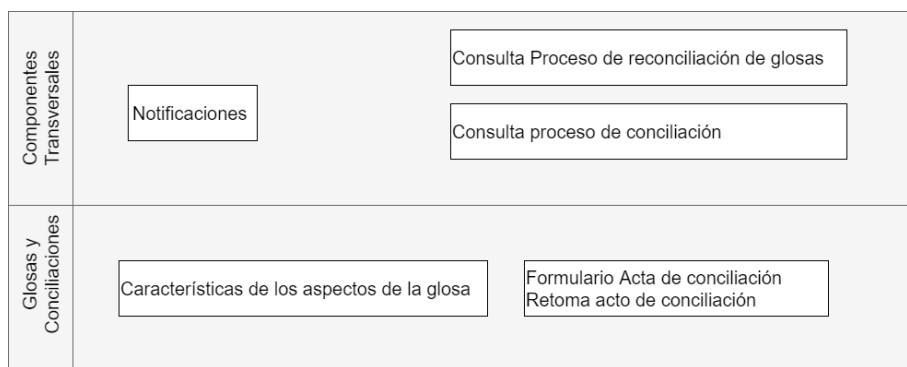 Componentes
Transversales
Notificaciones
Consulta Proceso de reconciliación de glosas
Consulta proceso de conciliación
Glosas y
Conciliaciones
Características de los aspectos de la glosa
Formulario Acta de conciliación
Retoma acto de conciliación